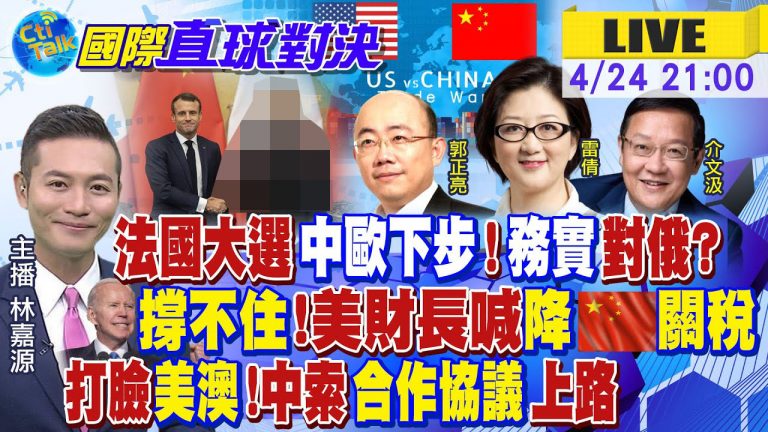 Cti Talk
國際直球對決
US vs CHINA
de War
LIVE
4/24 21:00
郭正亮
雷倩
介文汲
主播 林嘉源
法國大選 中歐下步！務實對俄？
撐不住！美財長喊降關稅
打臉美澳！中索合作協議上路